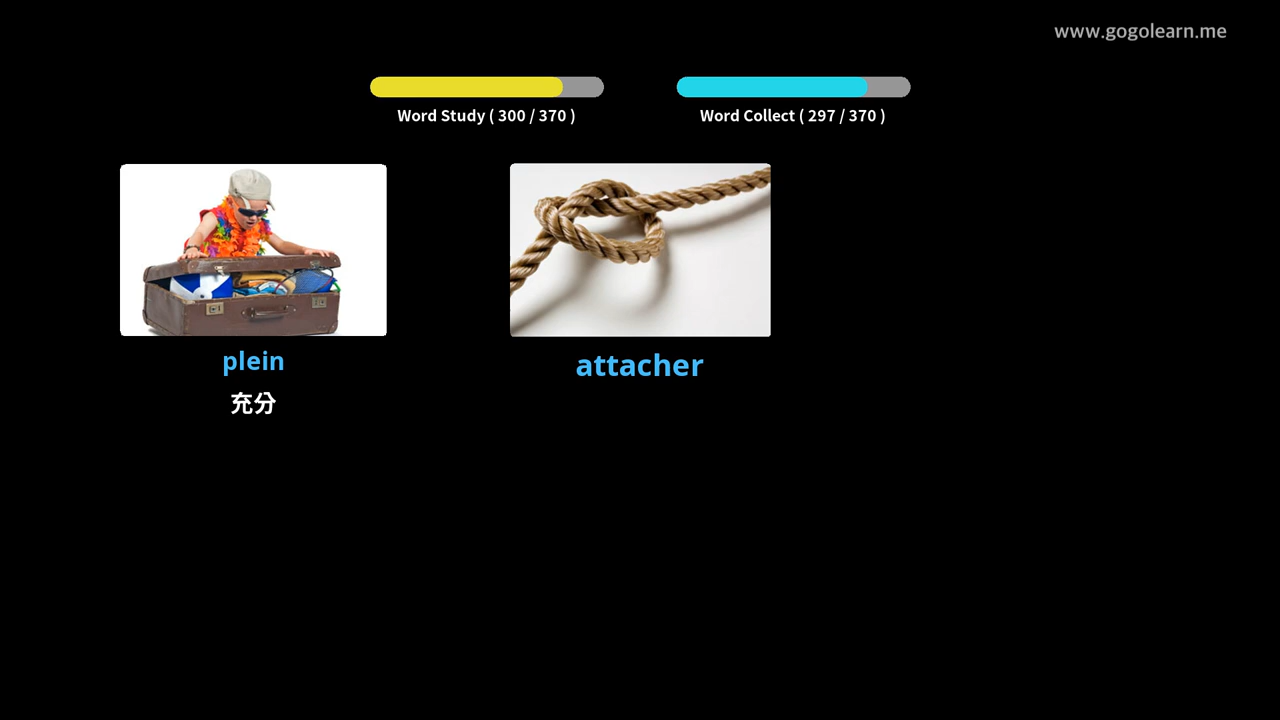 www.gogolearn.me
Word Study ( 300 / 370 )
Word Collect ( 297 / 370 )
plein
充分
attacher